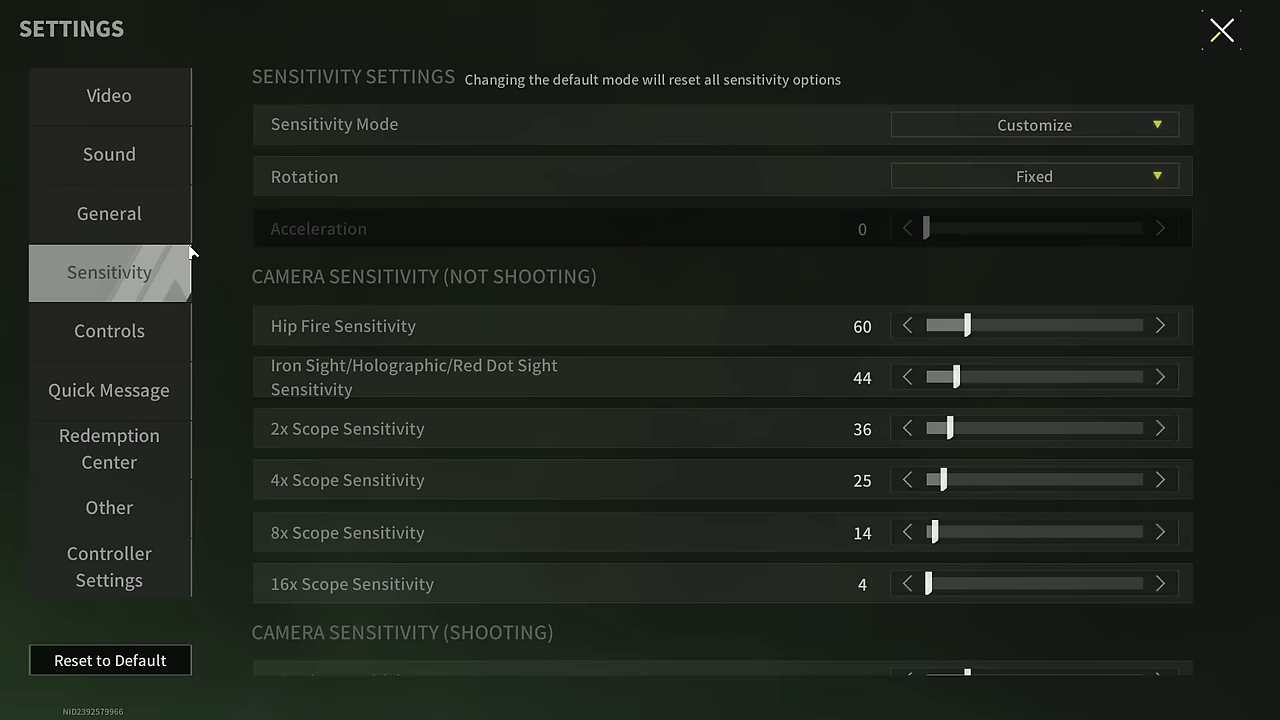 SETTINGS
Video
Sound
General
Sensitivity
Controls
Quick Message
Redemption
Center
Other
Controller
Settings
Reset to Default
NID2392579966
SENSITIVITY SETTINGS Changing the default mode will reset all sensitivity options
Sensitivity Mode Customize
Rotation Fixed
Acceleration 0
CAMERA SENSITIVITY (NOT SHOOTING)
Hip Fire Sensitivity 60
Iron Sight/Holographic/Red Dot Sight
Sensitivity 44
2x Scope Sensitivity 36
4x Scope Sensitivity 25
8x Scope Sensitivity 14
16x Scope Sensitivity 4
CAMERA SENSITIVITY (SHOOTING)